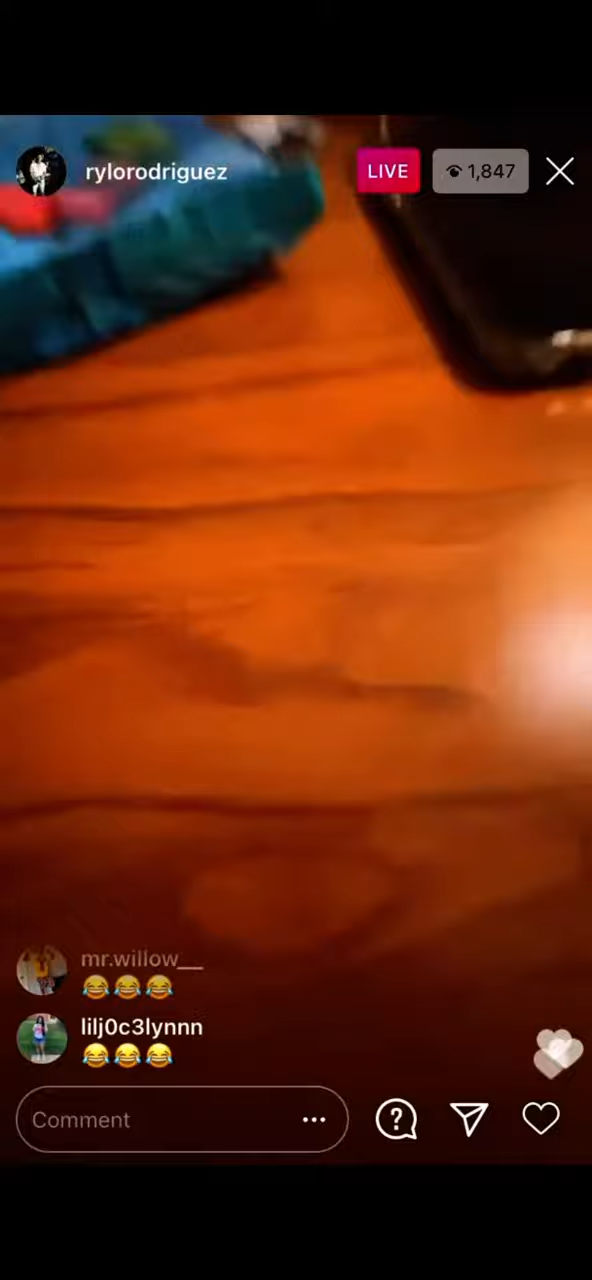 rylorodriguez
LIVE
1,847
mr.willow__
😂😂😂
lilj0c3lynnn
😂😂😂
Comment